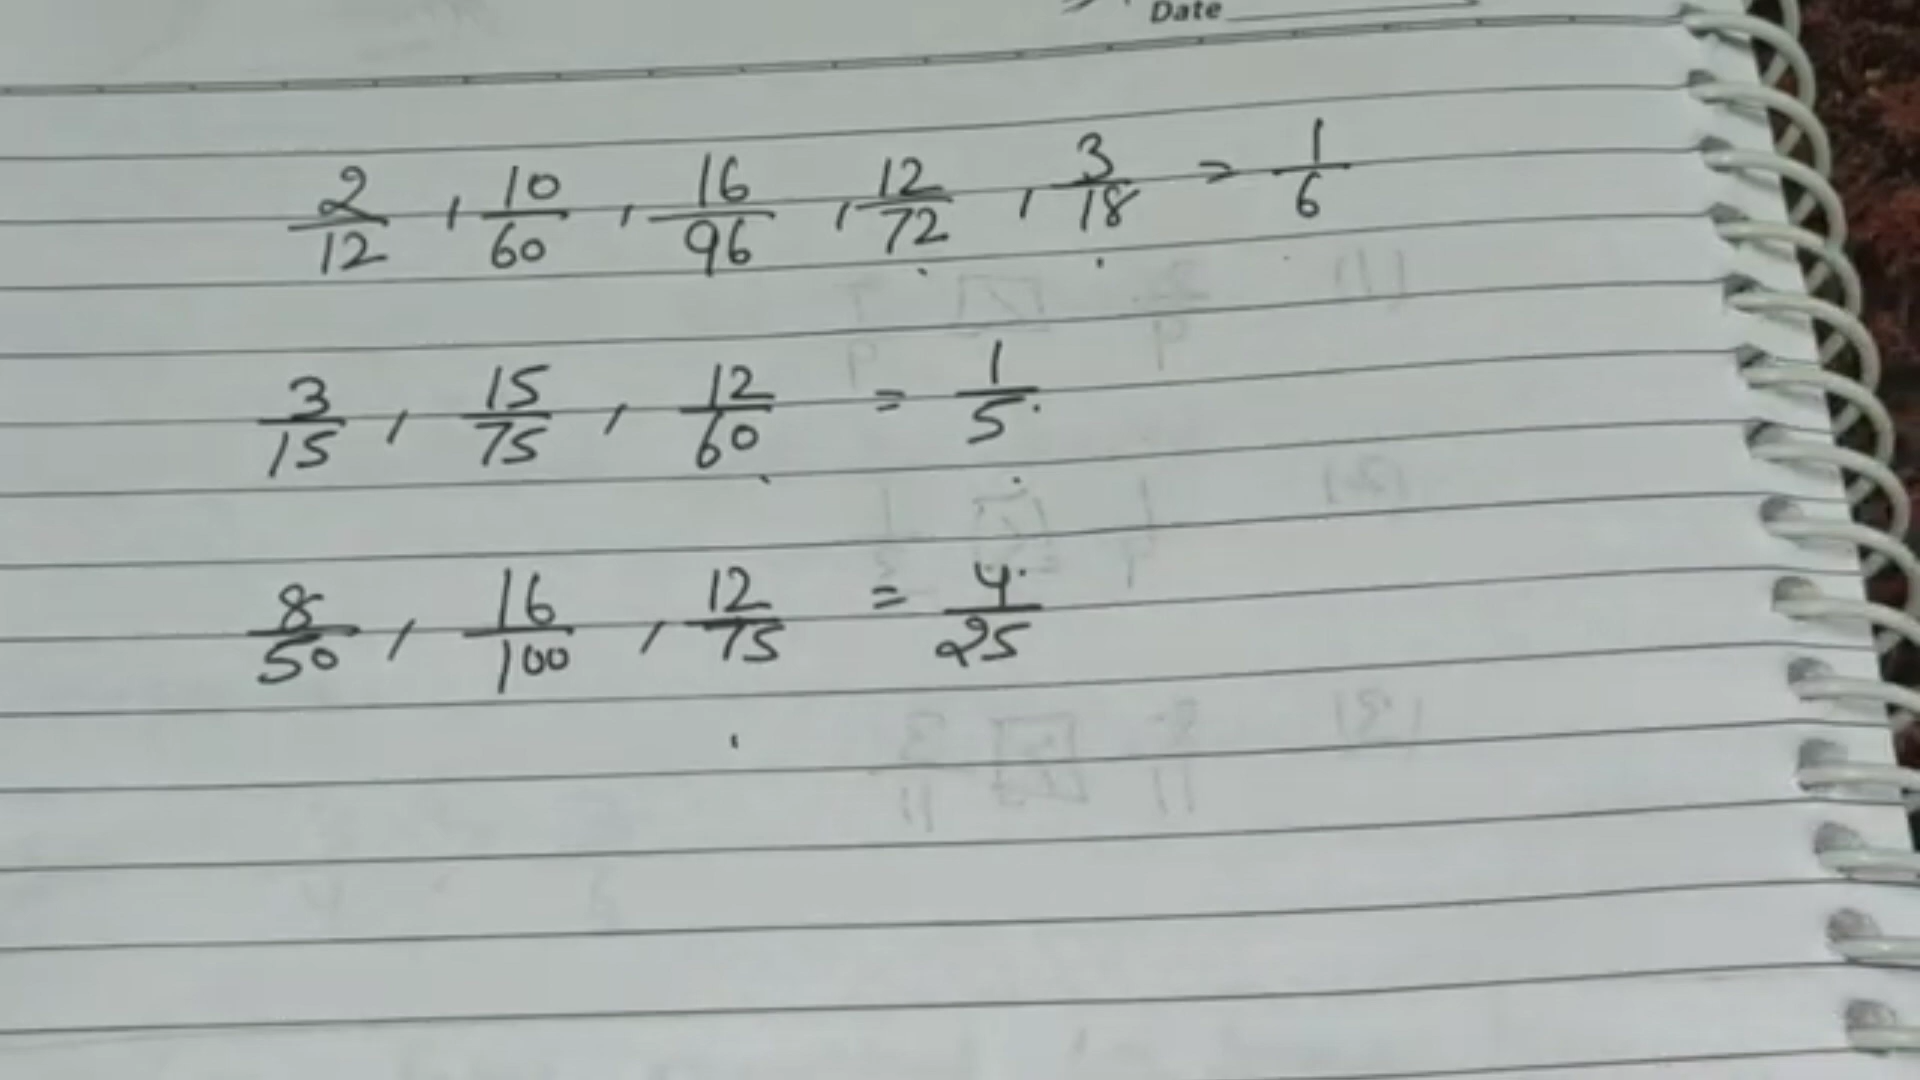 Date
2/12 , 10/60 , 16/96 , 12/72 , 3/18 = 1/6
3/15 , 15/75 , 12/60 = 1/5
8/50 , 16/100 , 12/75 = 4/25